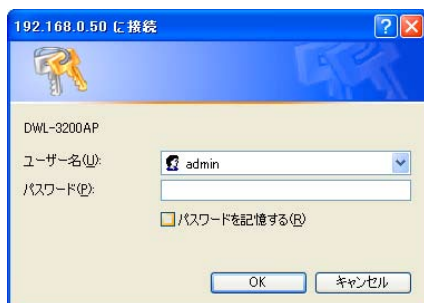 192.168.0.50 に接続
DWL-3200AP
ユーザー名(U):
admin
パスワード(P):
パスワードを記憶する(R)
OK
キャンセル